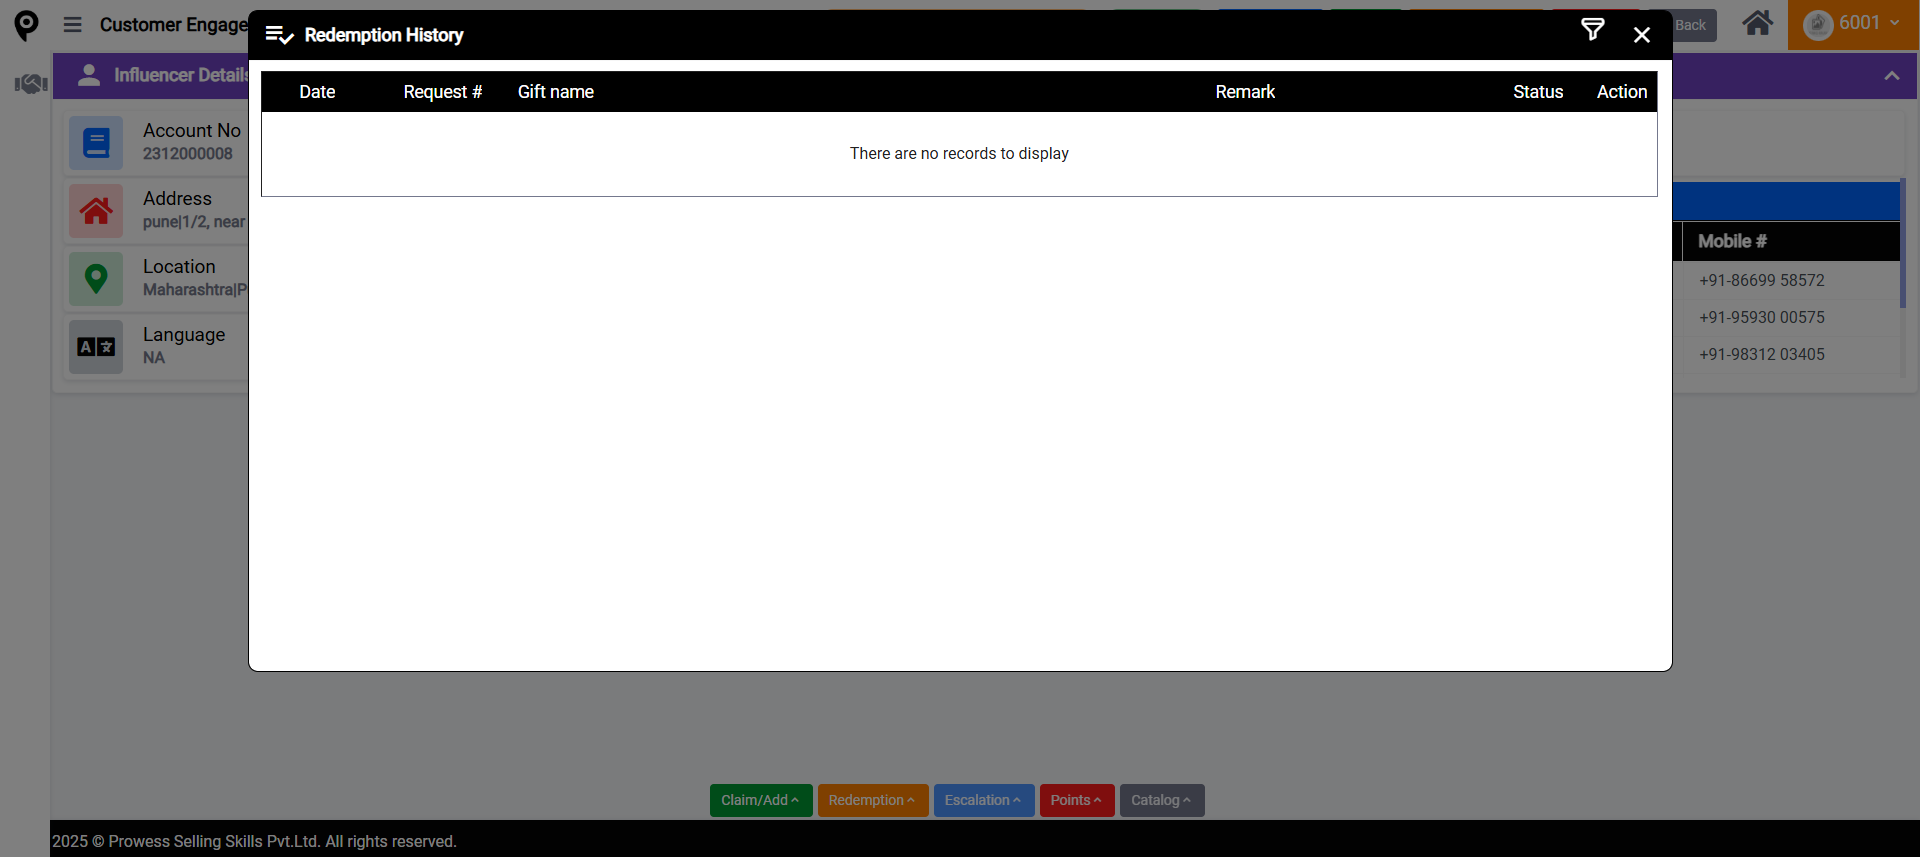 Customer Engage
Redemption History
Back
6001
Influencer Details
Date Request # Gift name Remark Status Action
There are no records to display
Account No
2312000008
Address
pune|1/2, near
Location
Maharashtra|P
Language
NA
Mobile #
+91-86699 58572
+91-95930 00575
+91-98312 03405
Claim/Add Redemption Escalation Points Catalog
2025 © Prowess Selling Skills Pvt.Ltd. All rights reserved.